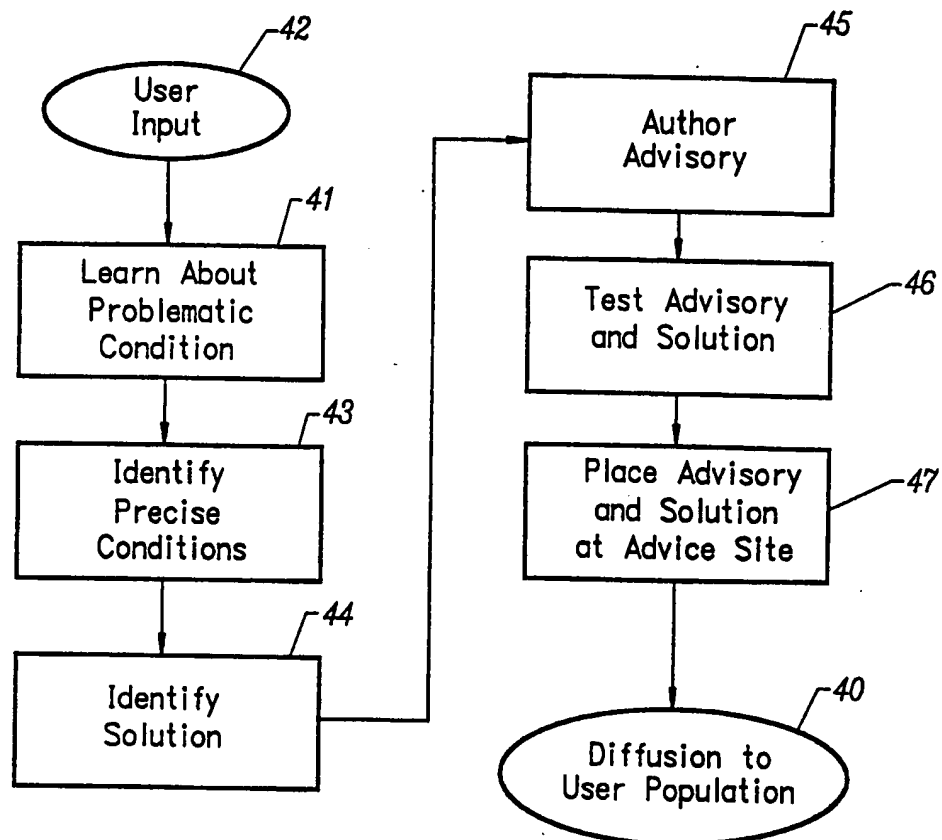 42
User
Input
41
Learn About
Problematic
Condition
43
Identify
Precise
Conditions
44
Identify
Solution
45
Author
Advisory
46
Test Advisory
and Solution
47
Place Advisory
and Solution
at Advice Site
40
Diffusion to
User Population